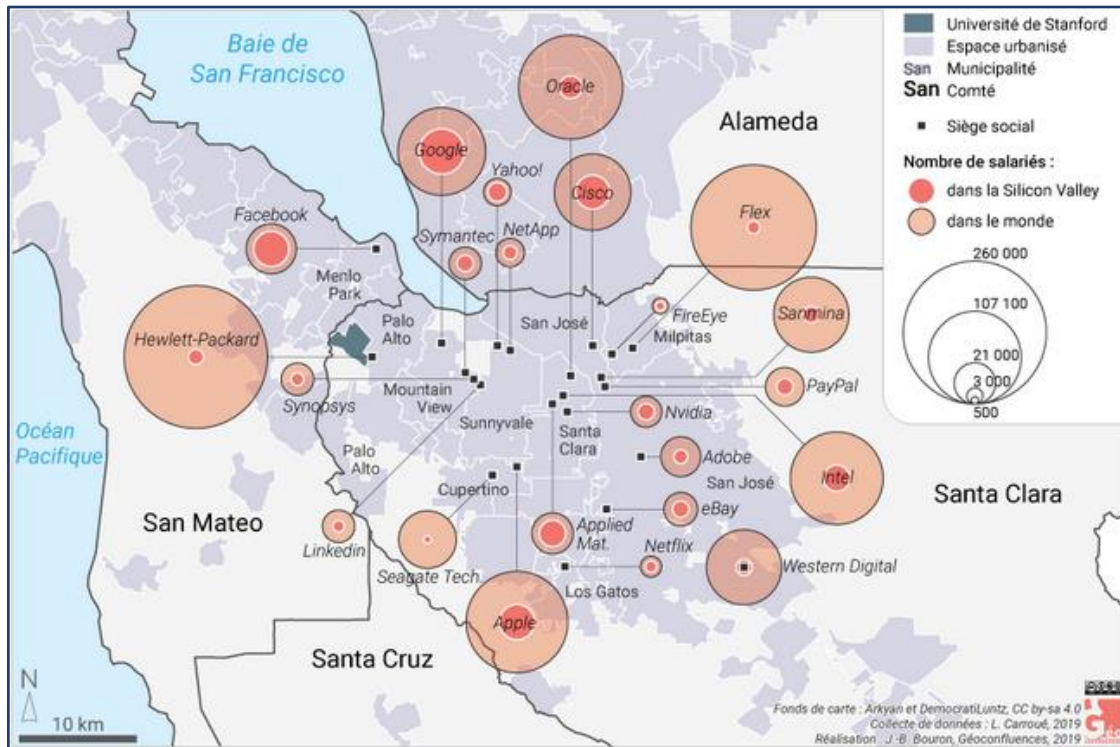 Baie de
San Francisco
Université de Stanford
Espace urbanisé
San Municipalité
San Comté
Siège social
Nombre de salariés :
dans la Silicon Valley
dans le monde
260 000
107 100
21 000
3 000
500
Oracle
Alameda
Google
Yahoo!
Cisco
Flex
Facebook
Symantec
NetApp
Menlo
Park
San José
FireEye
Milpitas
Sanmina
Hewlett-Packard
Palo
Alto
Synopsys
Mountain
View
Sunnyvale
PayPal
Nvidia
Santa
Clara
Océan
Pacifique
Palo
Alto
Cupertino
Adobe
San José
Intel
Santa Clara
San Mateo
Linkedin
Seagate Tech.
Applied
Mat.
eBay
Netflix
Western Digital
Los Gatos
Apple
Santa Cruz
N
10 km
Fonds de carte : Arkyan et DemocratiLuntz, CC by-sa 4.0
Collecte de données : L. Carroué, 2019
Réalisation : J.-B. Bouron, Géoconfluences, 2019